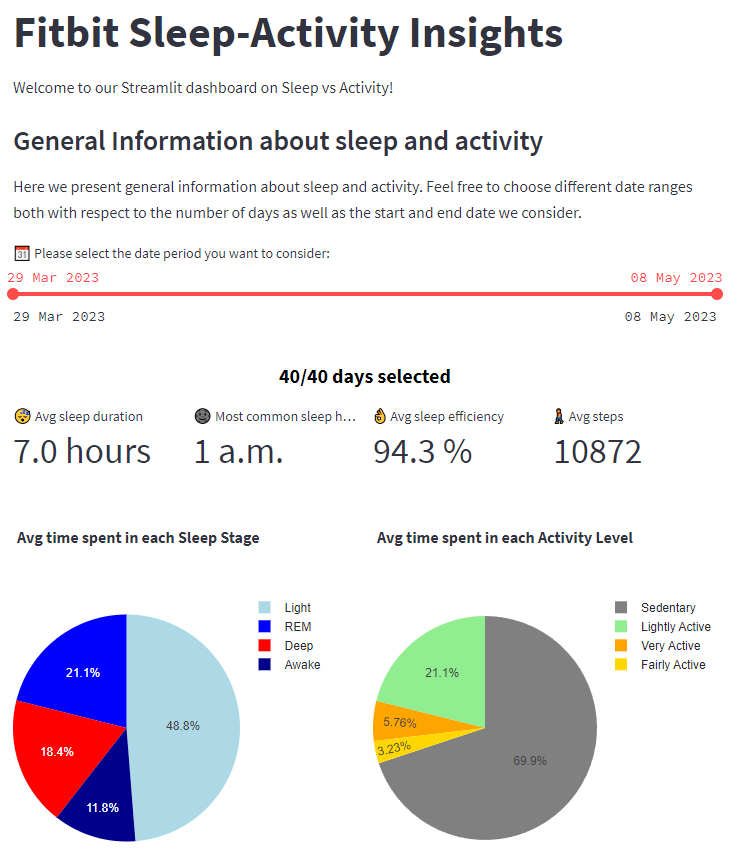 Fitbit Sleep-Activity Insights
Welcome to our Streamlit dashboard on Sleep vs Activity!
General Information about sleep and activity
Here we present general information about sleep and activity. Feel free to choose different date ranges
both with respect to the number of days as well as the start and end date we consider.
Please select the date period you want to consider:
29 Mar 2023 08 May 2023
29 Mar 2023 08 May 2023
40/40 days selected
Avg sleep duration
7.0 hours
Most common sleep h…
1 a.m.
Avg sleep efficiency
94.3 %
Avg steps
10872
Avg time spent in each Sleep Stage
Light
REM
Deep
Awake
21.1%
48.8%
18.4%
11.8%
Avg time spent in each Activity Level
Sedentary
Lightly Active
Very Active
Fairly Active
21.1%
5.76%
3.23%
69.9%